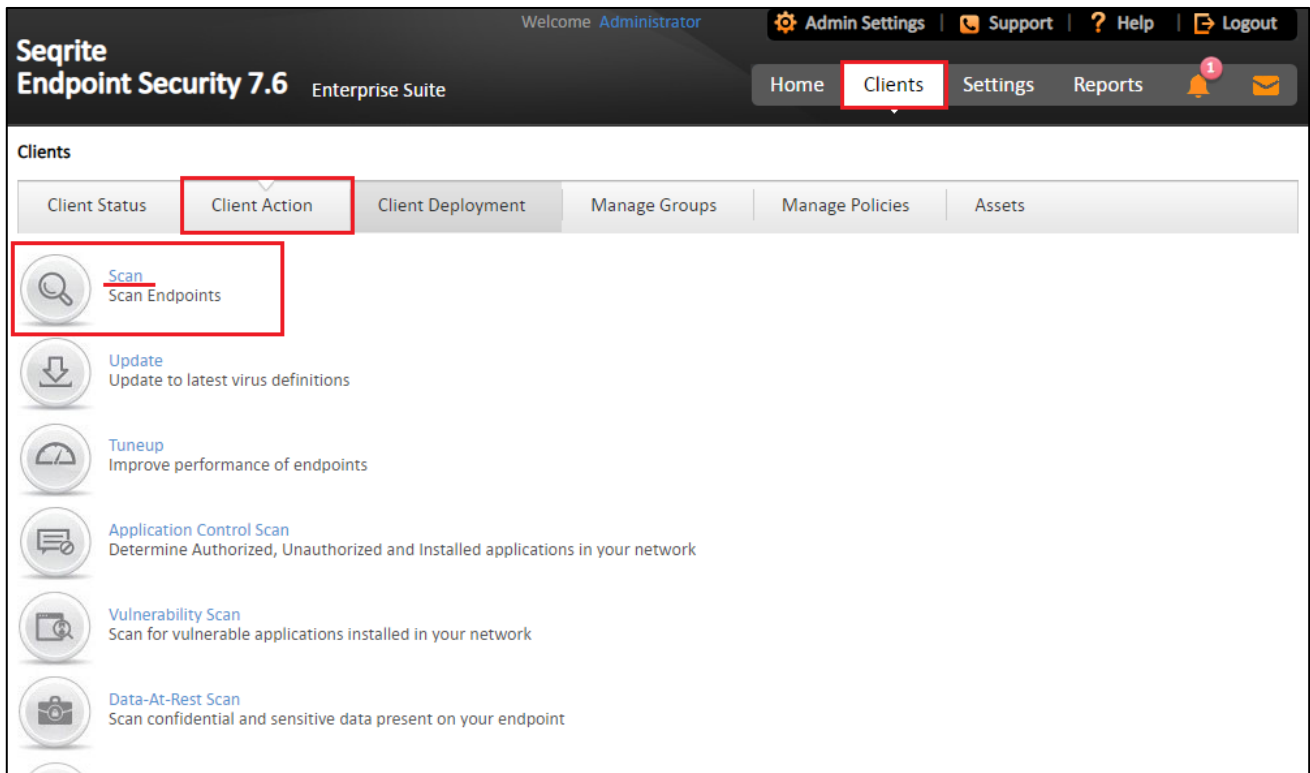 Welcome Administrator
Admin Settings
Support
? Help
Logout
Seqrite
Endpoint Security 7.6 Enterprise Suite
Home
Clients
Settings
Reports
1
Clients
Client Status
Client Action
Client Deployment
Manage Groups
Manage Policies
Assets
Scan
Scan Endpoints
Update
Update to latest virus definitions
Tuneup
Improve performance of endpoints
Application Control Scan
Determine Authorized, Unauthorized and Installed applications in your network
Vulnerability Scan
Scan for vulnerable applications installed in your network
Data-At-Rest Scan
Scan confidential and sensitive data present on your endpoint